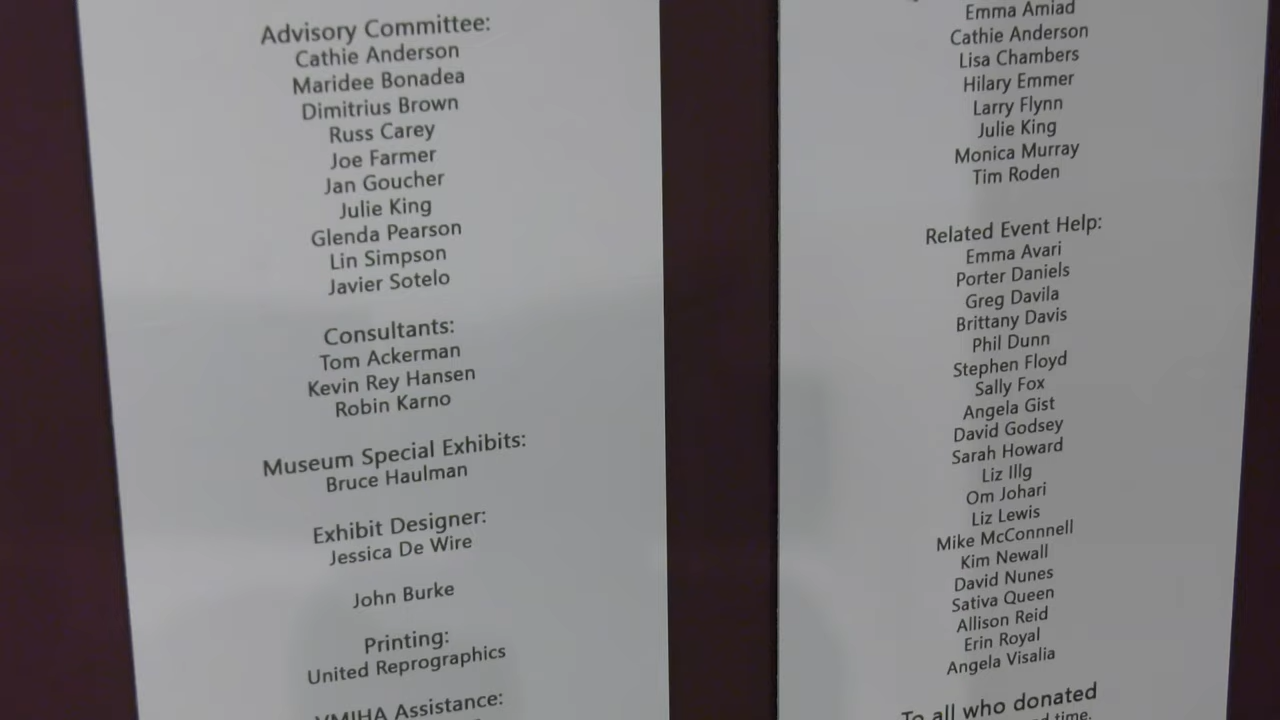 Advisory Committee:
Cathie Anderson
Maridee Bonadea
Dimitrius Brown
Russ Carey
Joe Farmer
Jan Goucher
Julie King
Glenda Pearson
Lin Simpson
Javier Sotelo
Consultants:
Tom Ackerman
Kevin Rey Hansen
Robin Karno
Museum Special Exhibits:
Bruce Haulman
Exhibit Designer:
Jessica De Wire
John Burke
Printing:
United Reprographics
VMIHA Assistance:
Emma Amiad
Cathie Anderson
Lisa Chambers
Hilary Emmer
Larry Flynn
Julie King
Monica Murray
Tim Roden
Related Event Help:
Emma Avari
Porter Daniels
Greg Davila
Brittany Davis
Phil Dunn
Stephen Floyd
Sally Fox
Angela Gist
David Godsey
Sarah Howard
Liz Illg
Om Johari
Liz Lewis
Mike McConnnell
Kim Newall
David Nunes
Sativa Queen
Allison Reid
Erin Royal
Angela Visalia
To all who donated
time,